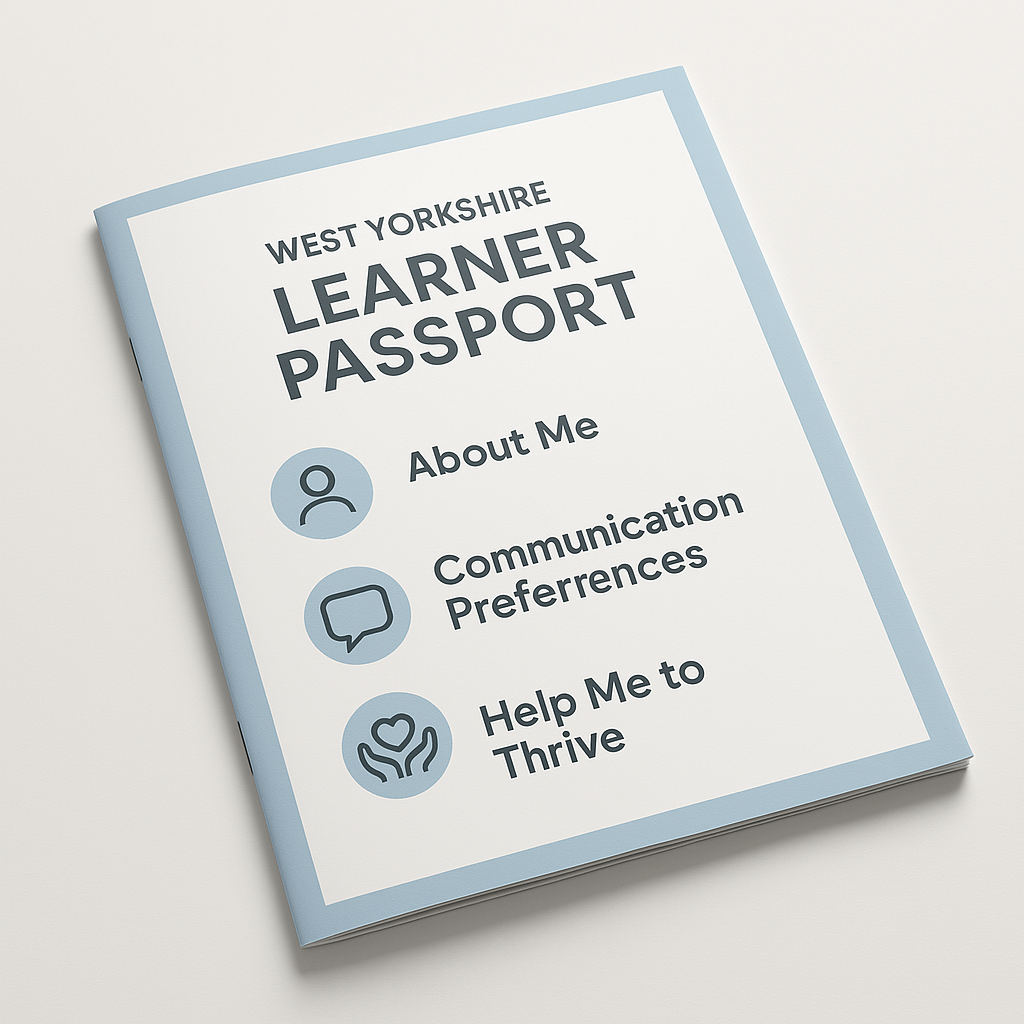 WEST YORKSHIRE
LEARNER
PASSPORT
About Me
Communication
Preferrences
Help Me to
Thrive